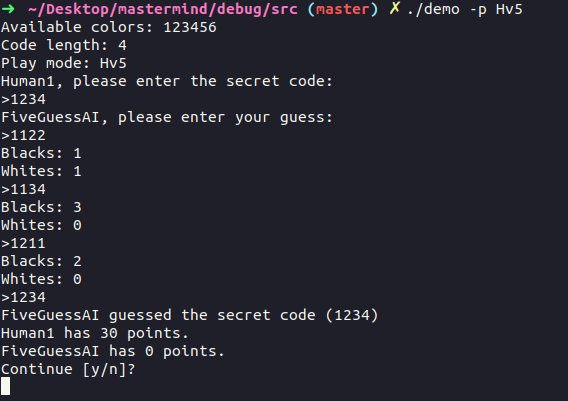 ➜ ~/Desktop/mastermind/debug/src (master) ✗ ./demo -p Hv5
Available colors: 123456
Code length: 4
Play mode: Hv5
Human1, please enter the secret code:
>1234
FiveGuessAI, please enter your guess:
>1122
Blacks: 1
Whites: 1
>1134
Blacks: 3
Whites: 0
>1211
Blacks: 2
Whites: 0
>1234
FiveGuessAI guessed the secret code (1234)
Human1 has 30 points.
FiveGuessAI has 0 points.
Continue [y/n]?